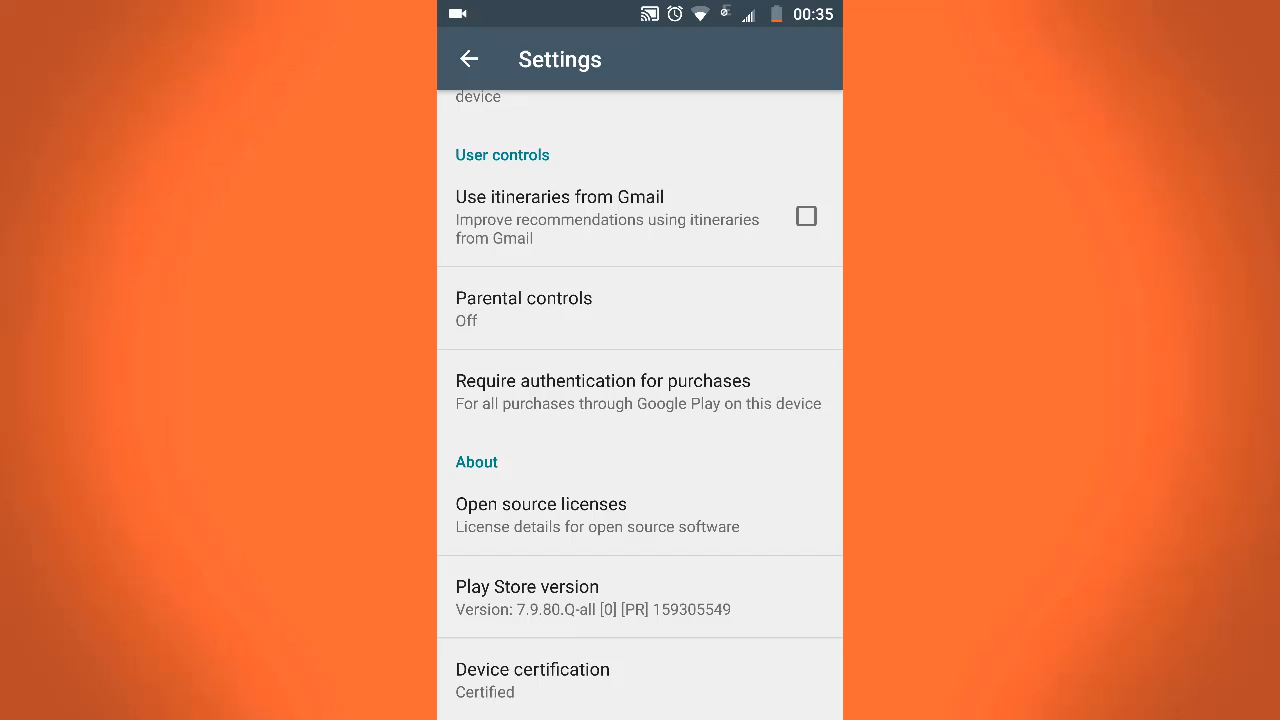 00:35
Settings
device
User controls
Use itineraries from Gmail
Improve recommendations using itineraries
from Gmail
Parental controls
Off
Require authentication for purchases
For all purchases through Google Play on this device
About
Open source licenses
License details for open source software
Play Store version
Version: 7.9.80.Q-all [0] [PR] 159305549
Device certification
Certified